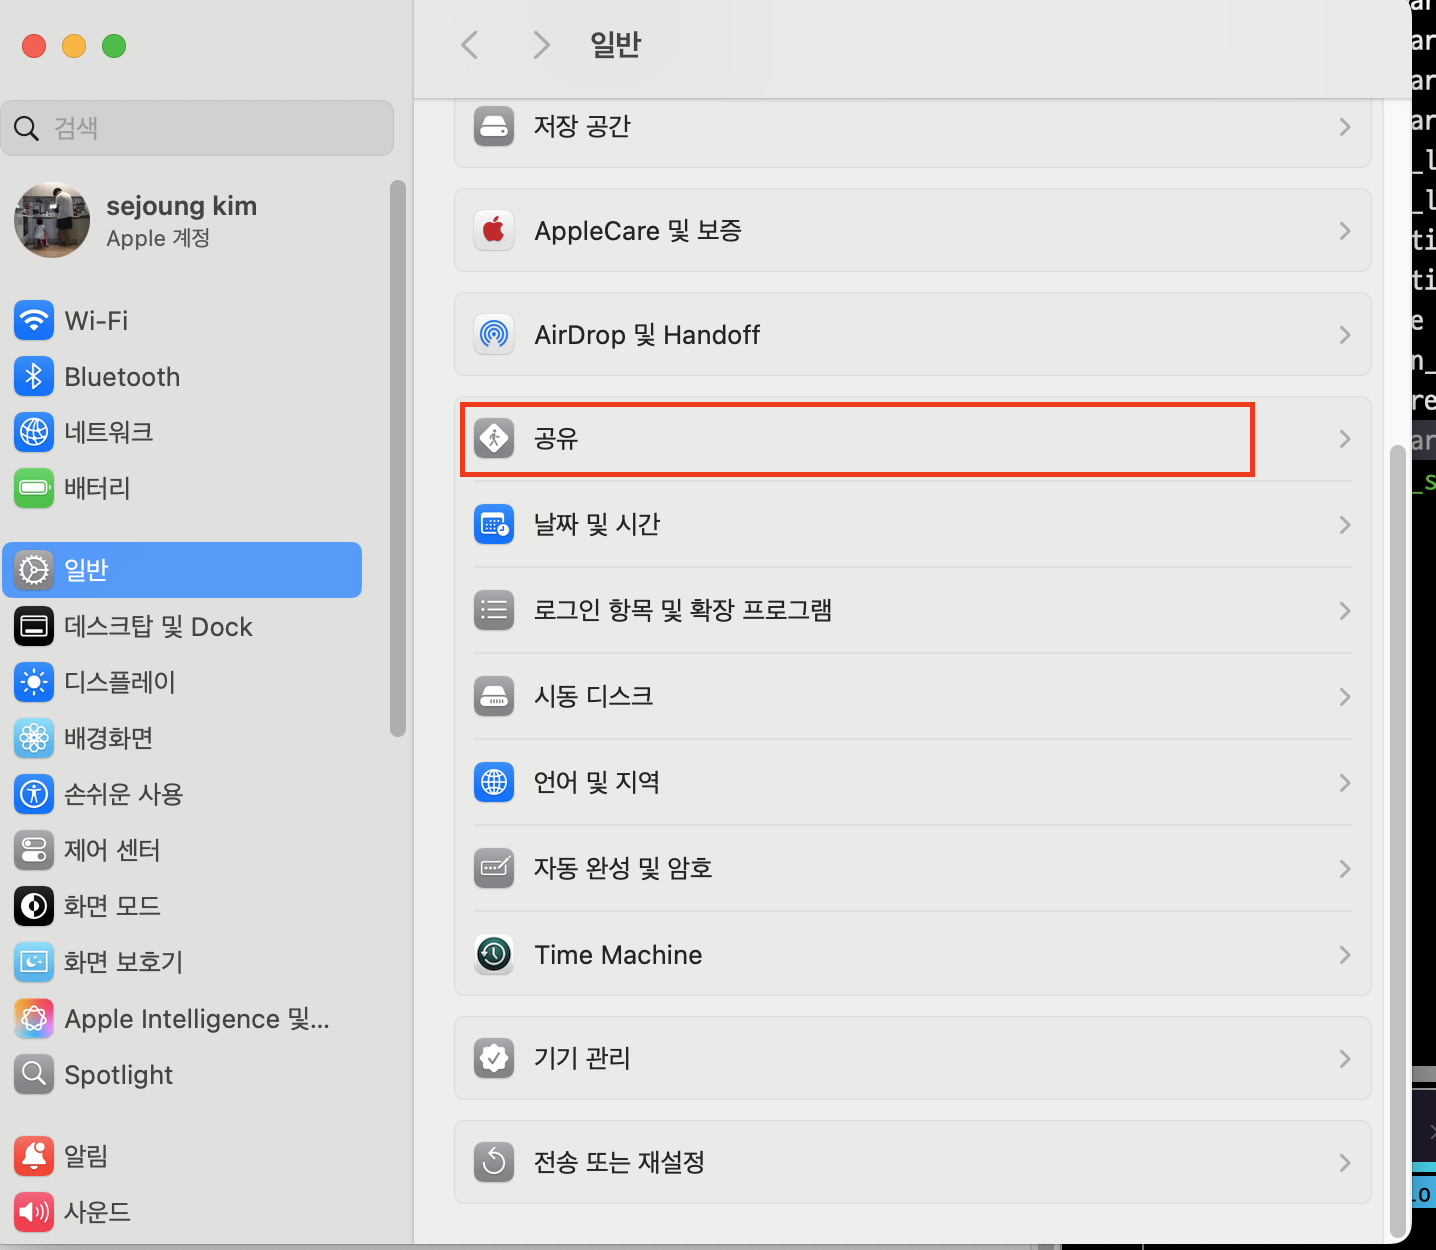 일반
검색
sejoung kim
Apple 계정
Wi-Fi
Bluetooth
네트워크
배터리
일반
데스크탑 및 Dock
디스플레이
배경화면
손쉬운 사용
제어 센터
화면 모드
화면 보호기
Apple Intelligence 및...
Spotlight
알림
사운드
저장 공간
AppleCare 및 보증
AirDrop 및 Handoff
공유
날짜 및 시간
로그인 항목 및 확장 프로그램
시동 디스크
언어 및 지역
자동 완성 및 암호
Time Machine
기기 관리
전송 또는 재설정